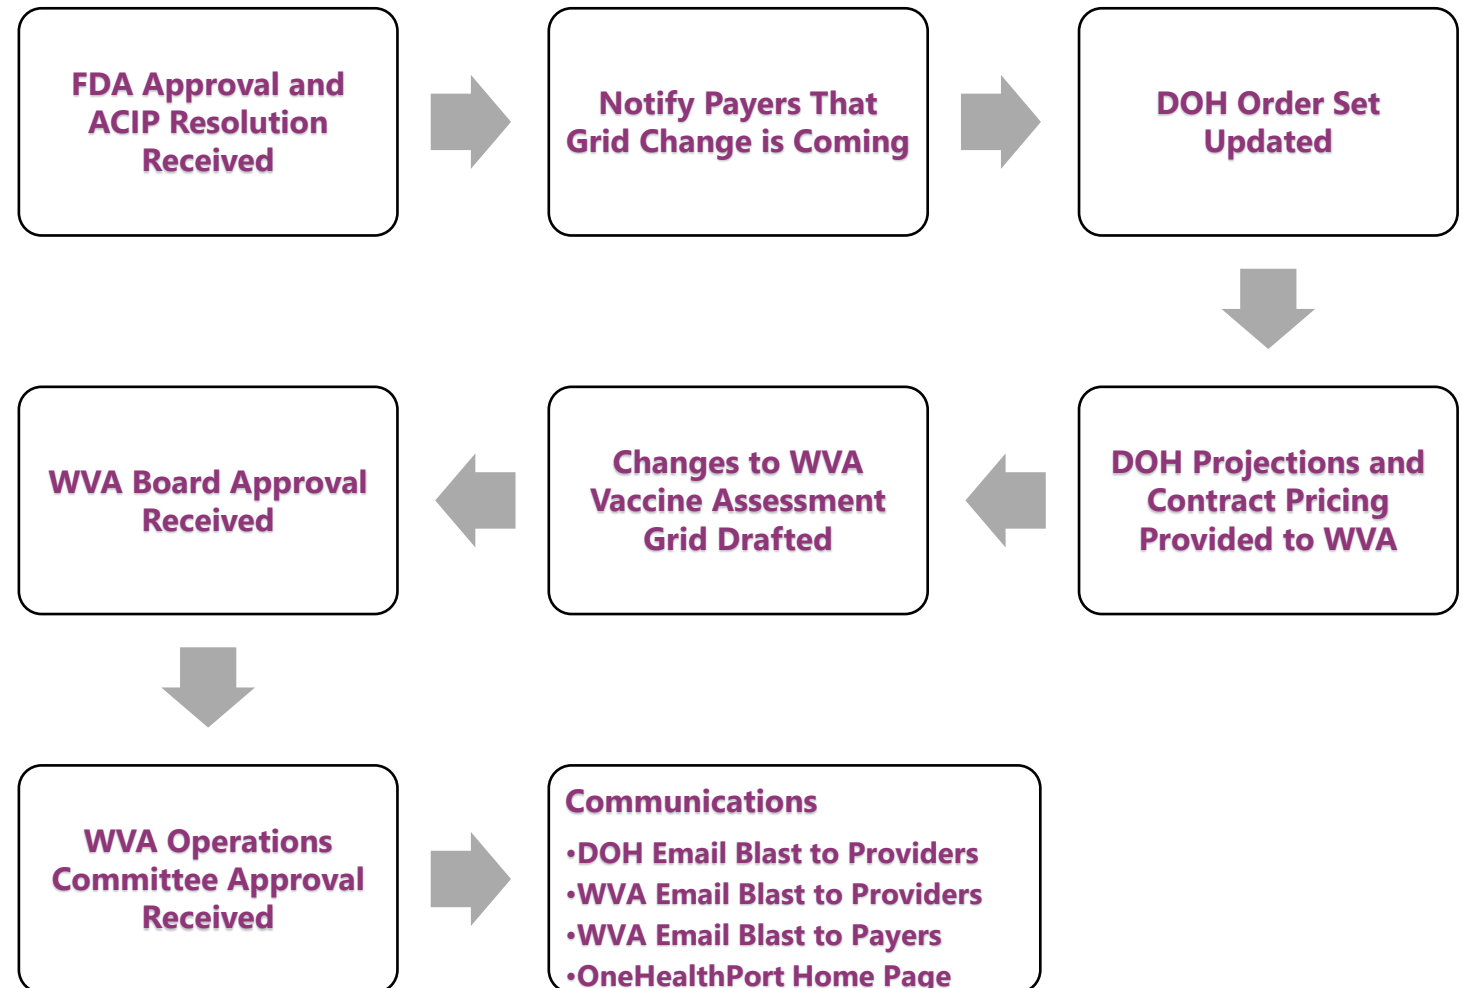 FDA Approval and
ACIP Resolution
Received
Notify Payers That
Grid Change is Coming
DOH Order Set
Updated
DOH Projections and
Contract Pricing
Provided to WVA
Changes to WVA
Vaccine Assessment
Grid Drafted
WVA Board Approval
Received
WVA Operations
Committee Approval
Received
Communications
•DOH Email Blast to Providers
•WVA Email Blast to Providers
•WVA Email Blast to Payers
•OneHealthPort Home Page